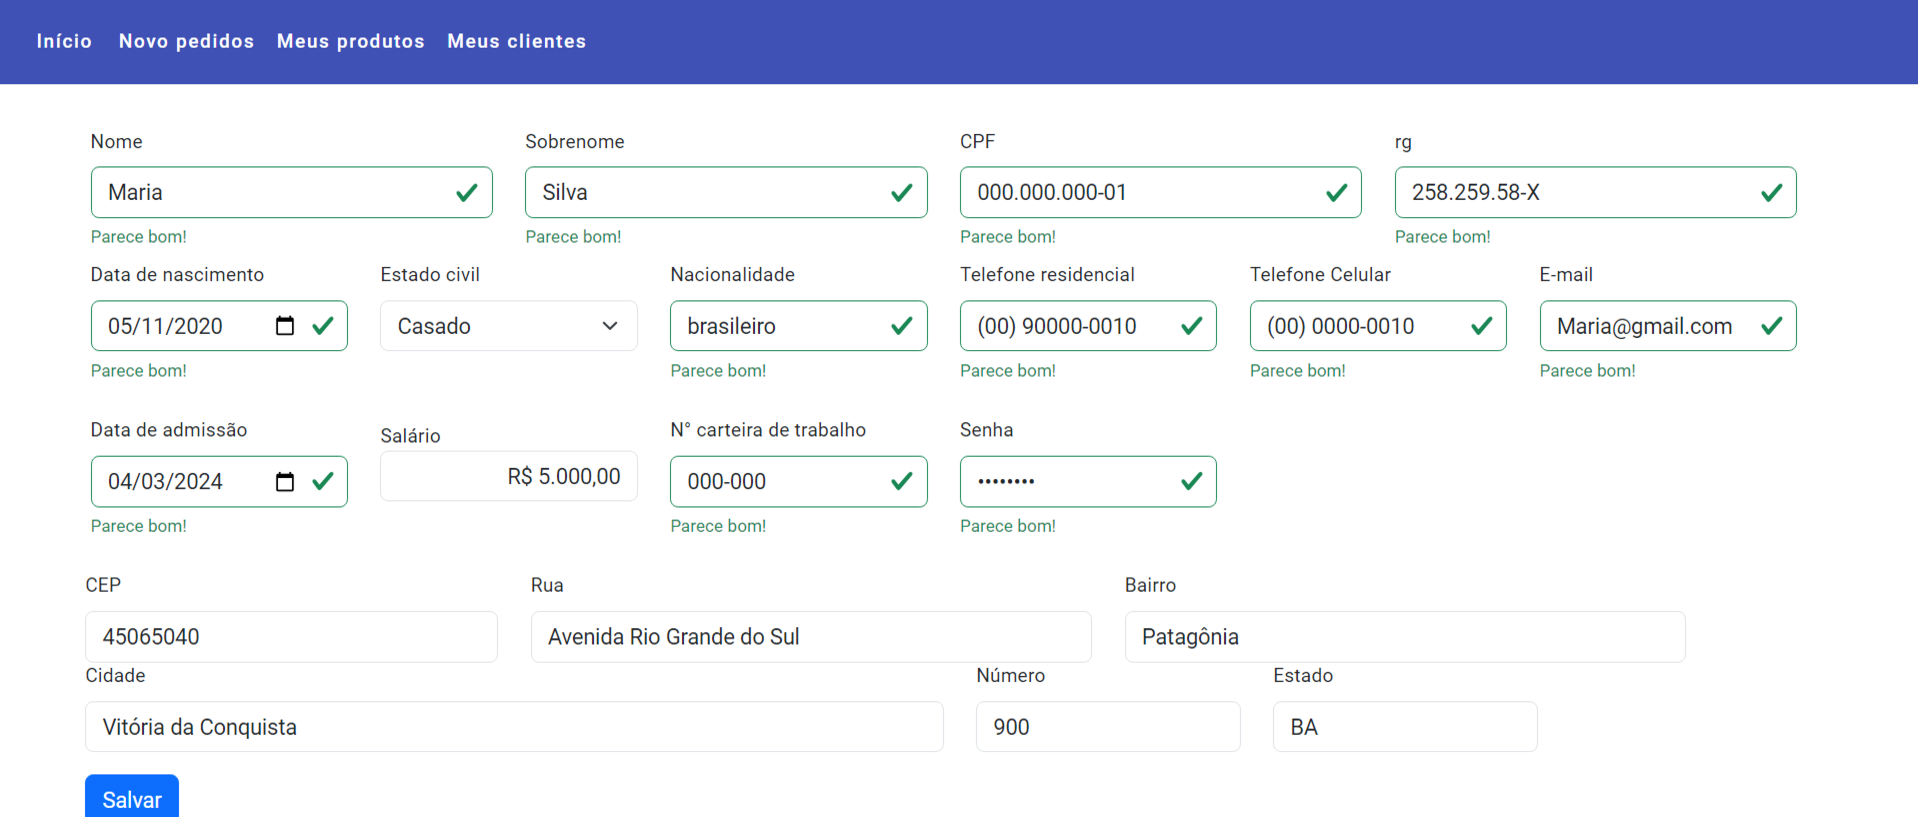 Início Novo pedidos Meus produtos Meus clientes
Nome Sobrenome CPF rg
Maria Silva 000.000.000-01 258.259.58-X
Parece bom! Parece bom! Parece bom! Parece bom!
Data de nascimento Estado civil Nacionalidade Telefone residencial Telefone Celular E-mail
05/11/2020 Casado brasileiro (00) 90000-0010 (00) 0000-0010 Maria@gmail.com
Parece bom! Parece bom! Parece bom! Parece bom! Parece bom!
Data de admissão Salário N° carteira de trabalho Senha
04/03/2024 R$ 5.000,00 000-000 ••••••••
Parece bom! Parece bom! Parece bom!
CEP Rua Bairro
45065040 Avenida Rio Grande do Sul Patagônia
Cidade Número Estado
Vitória da Conquista 900 BA
Salvar